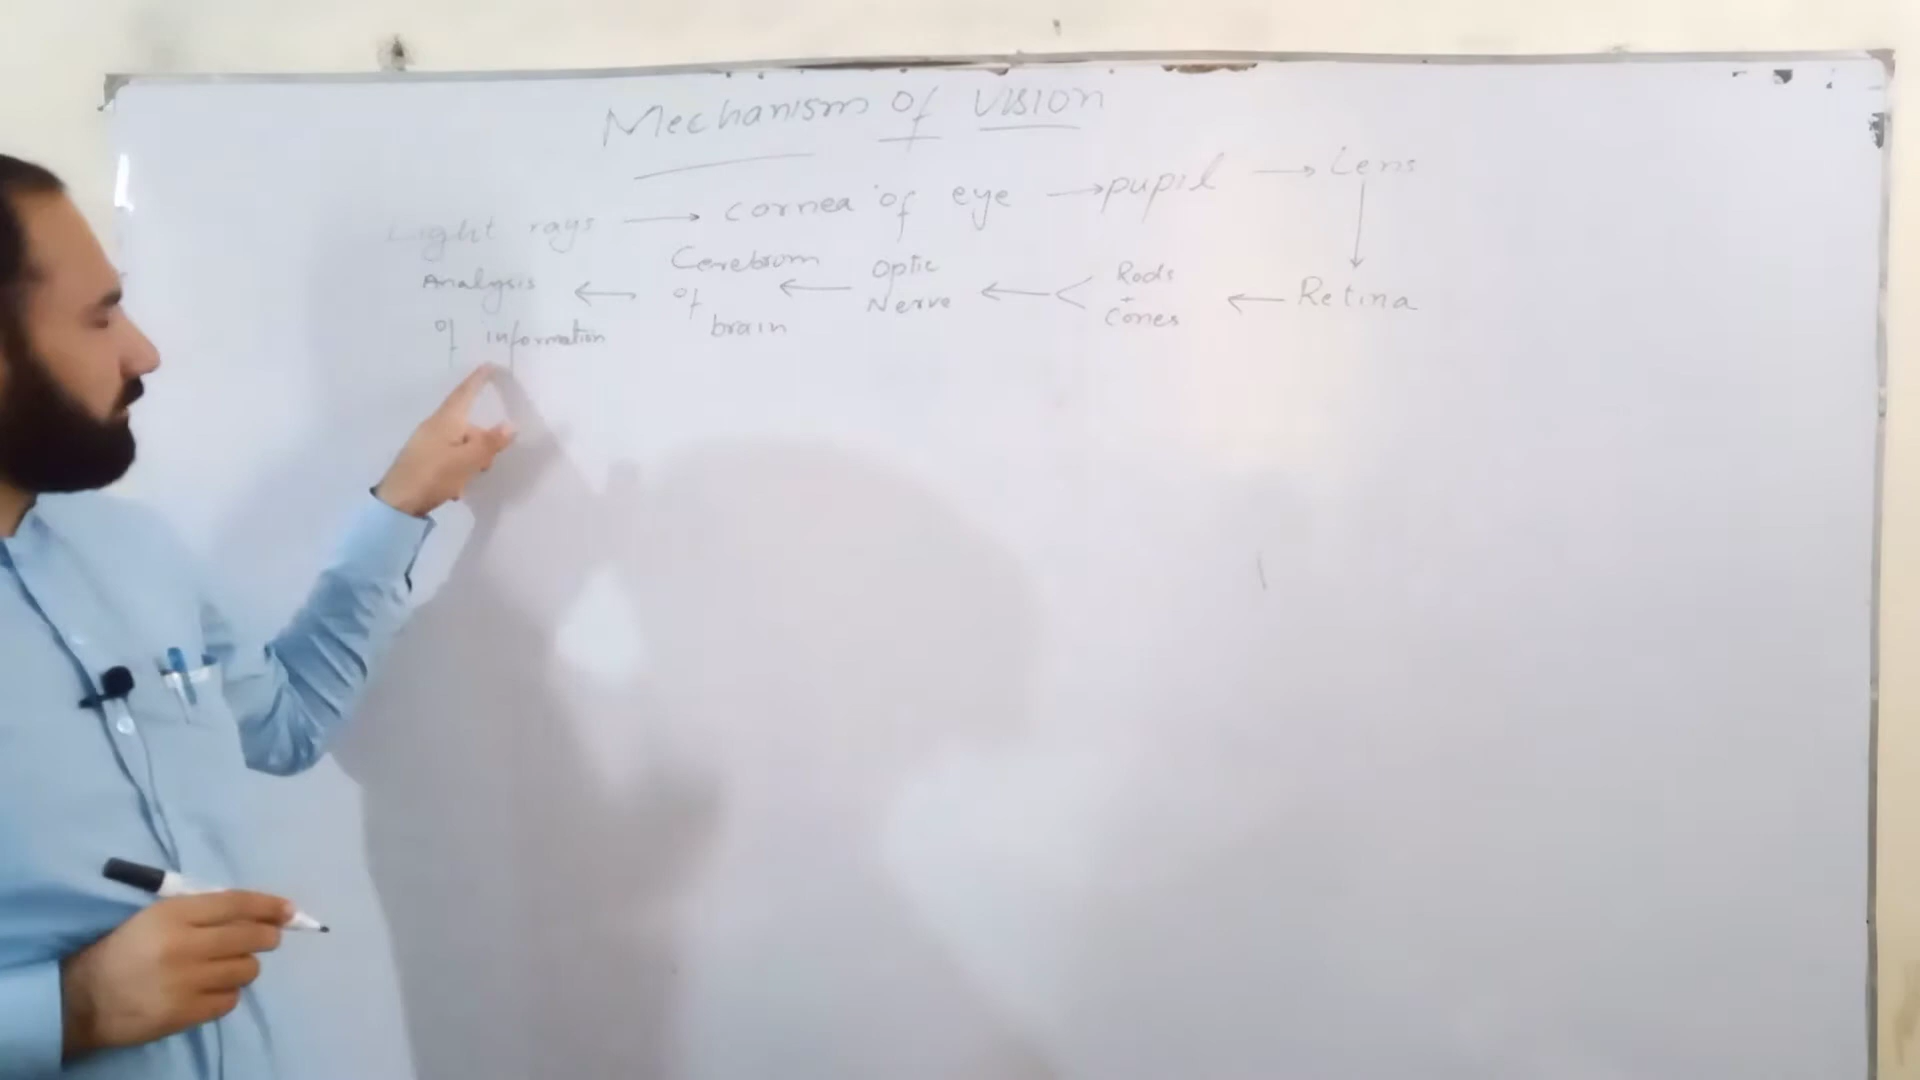 Mechanism of Vision
Light rays → cornea of eye → pupil → Lens
↓
Analysis of information ← Cerebrom of brain ← Optic Nerve ← < Rods + Cones ← Retina